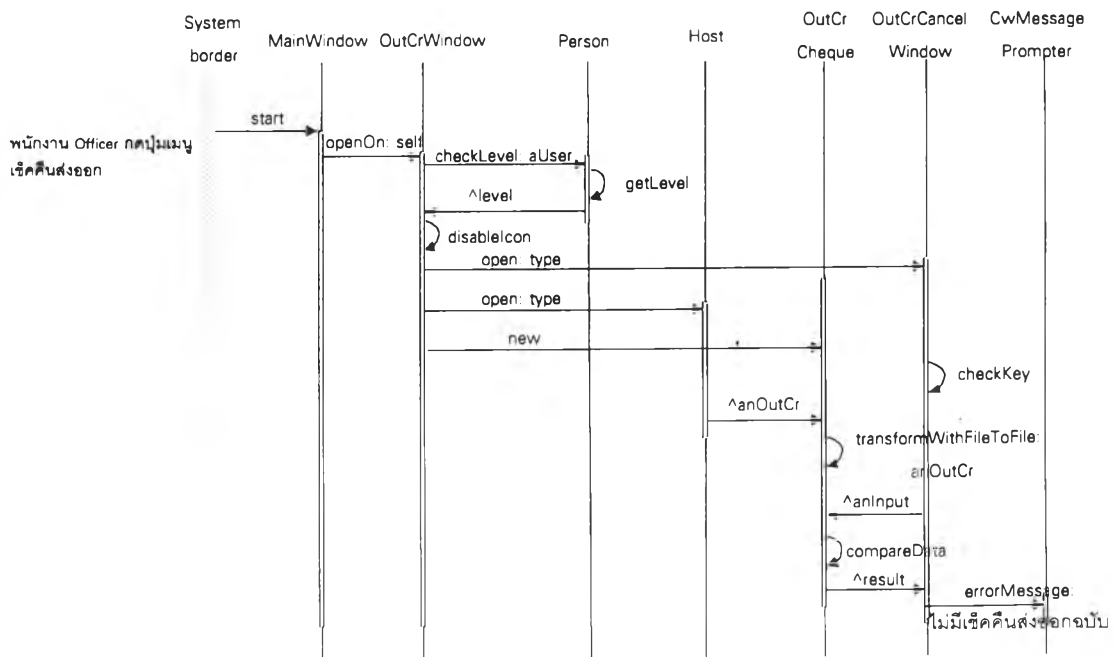 System border
MainWindow
OutCrWindow
Person
Host
OutCr Cheque
OutCrCancel Window
CwMessage Prompter
start
พนักงาน Officer กดปุ่มเมนู
เช็คคืนส่งออก
openOn: self
checkLevel: aUser
getLevel
^level
disableIcon
open: type
open: type
new
checkKey
^anOutCr
transformWithFileToFile:
anOutCr
^anInput
compareData:
^result
errorMessage:
ไม่มีเช็คคืนส่งออกฉบับ